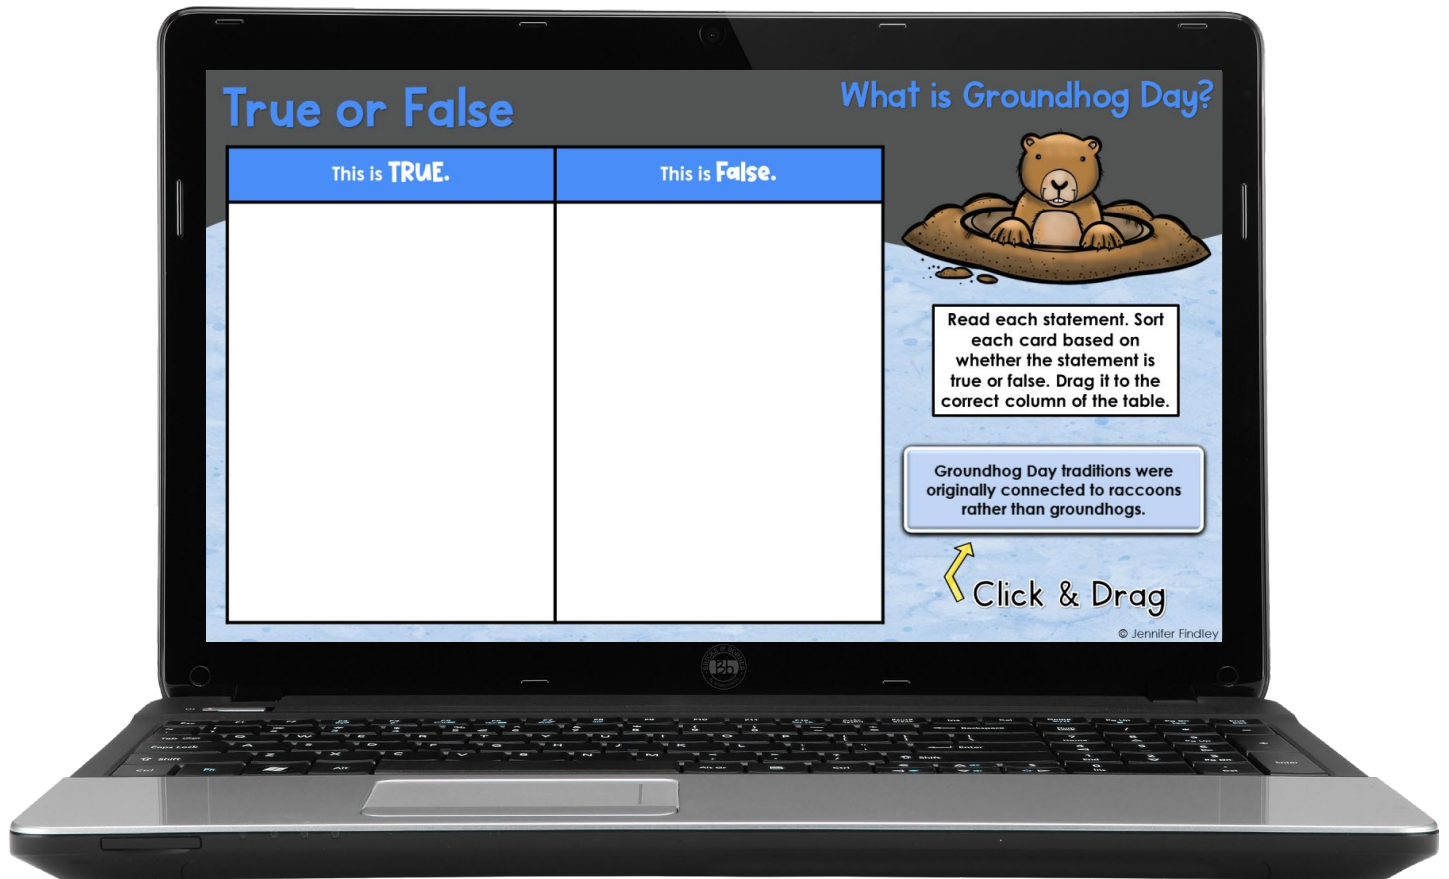 True or False
What is Groundhog Day?
This is TRUE.
This is False.
Read each statement. Sort
each card based on
whether the statement is
true or false. Drag it to the
correct column of the table.
Groundhog Day traditions were
originally connected to raccoons
rather than groundhogs.
Click & Drag
© Jennifer Findley